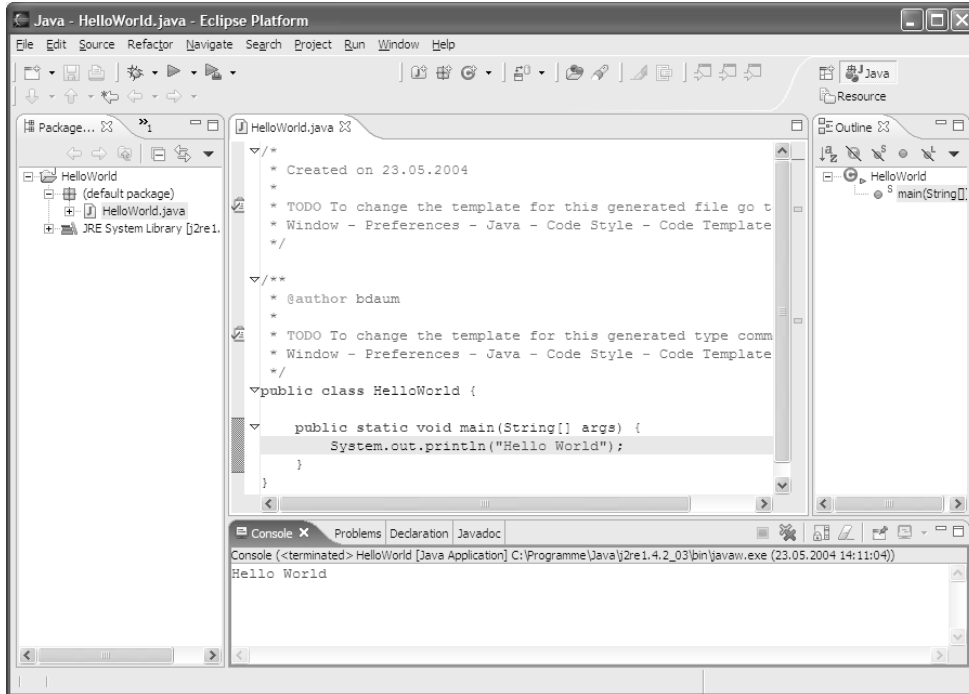 Java - HelloWorld.java - Eclipse Platform
File Edit Source Refactor Navigate Search Project Run Window Help
Java
Resource
Package...
»1
HelloWorld
(default package)
HelloWorld.java
JRE System Library [j2re1.
HelloWorld.java
/*
* Created on 23.05.2004
*
* TODO To change the template for this generated file go t
* Window - Preferences - Java - Code Style - Code Template
*/
/**
* @author bdaum
*
* TODO To change the template for this generated type comm
* Window - Preferences - Java - Code Style - Code Template
*/
public class HelloWorld {
public static void main(String[] args) {
System.out.println("Hello World");
}
}
Outline
HelloWorld
main(String[]
Console Problems Declaration Javadoc
Console (<terminated> HelloWorld [Java Application] C:\Programme\Java\j2re1.4.2_03\bin\javaw.exe (23.05.2004 14:11:04))
Hello World